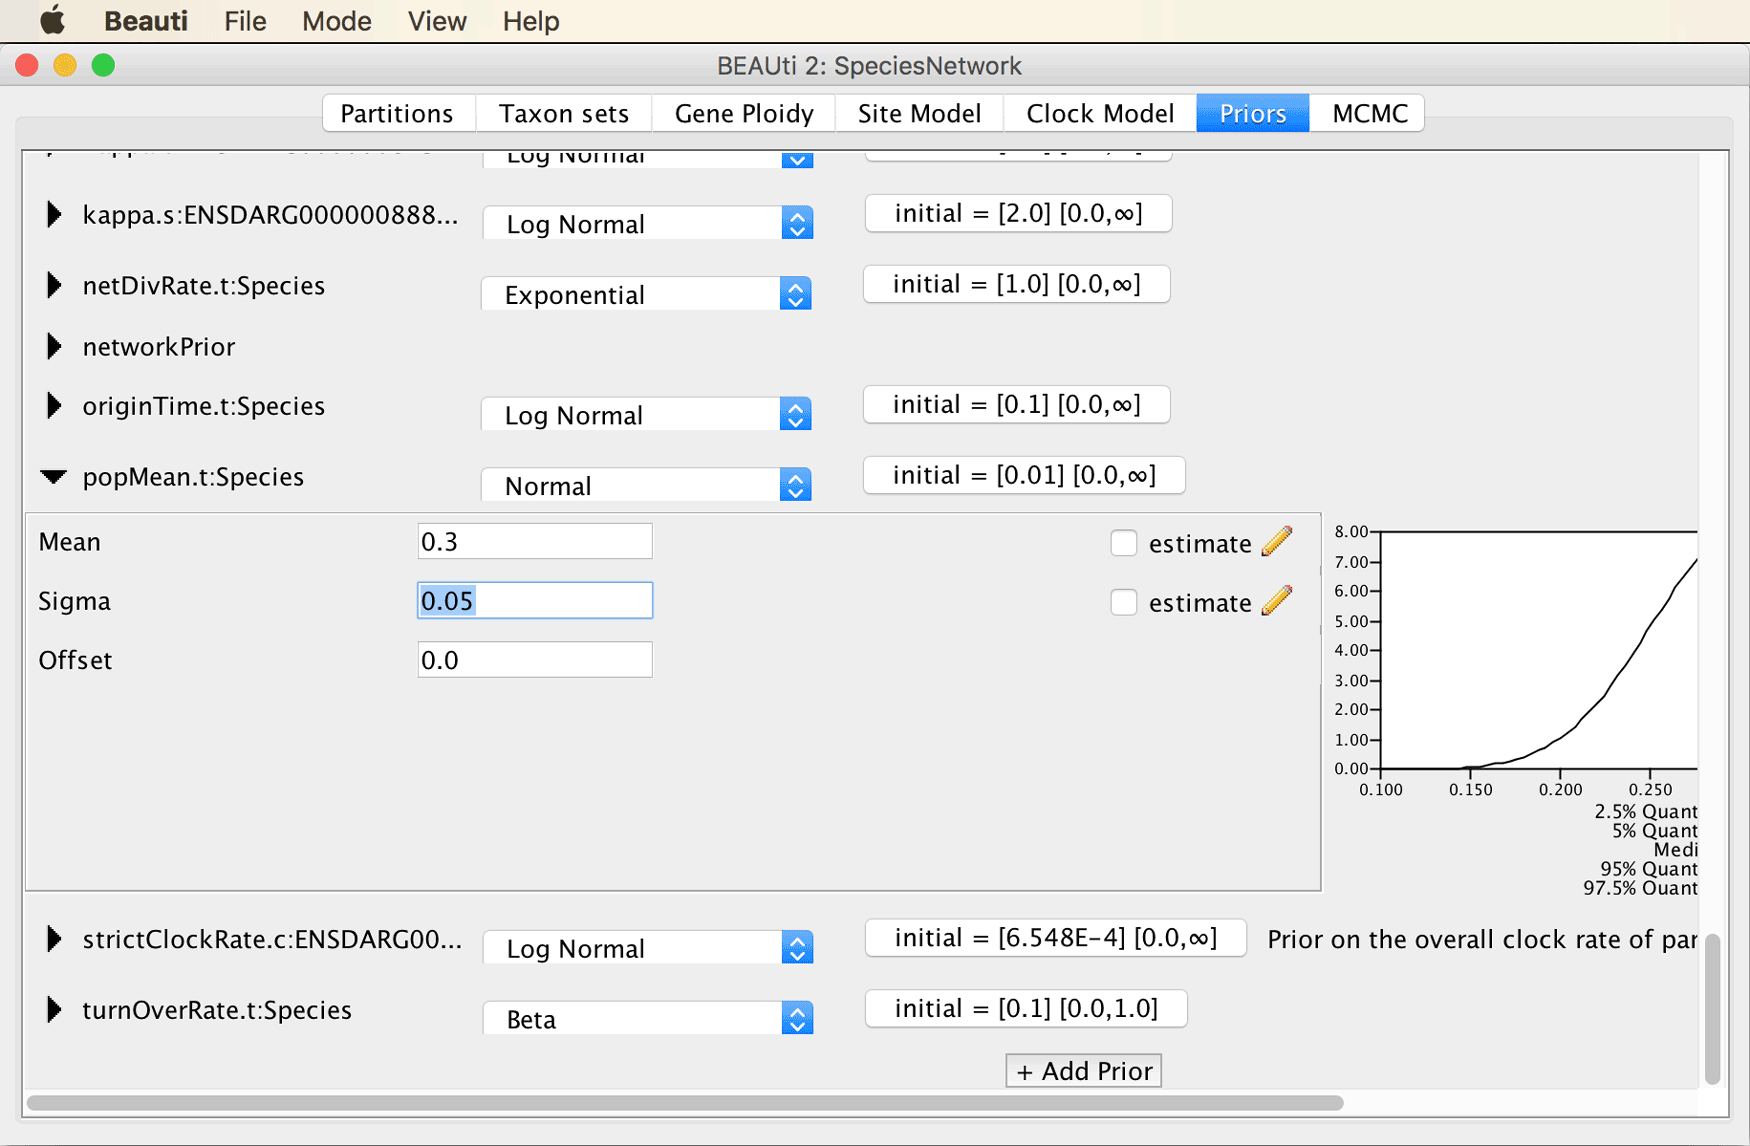 Beauti File Mode View Help
BEAUti 2: SpeciesNetwork
Partitions Taxon sets Gene Ploidy Site Model Clock Model Priors MCMC
Log Normal
kappa.s:ENSDARG000000888... Log Normal initial = [2.0] [0.0,∞]
netDivRate.t:Species Exponential initial = [1.0] [0.0,∞]
networkPrior
originTime.t:Species Log Normal initial = [0.1] [0.0,∞]
popMean.t:Species Normal initial = [0.01] [0.0,∞]
Mean 0.3 estimate
Sigma 0.05 estimate
Offset 0.0
8.00
7.00
6.00
5.00
4.00
3.00
2.00
1.00
0.00
0.100 0.150 0.200 0.250
2.5% Quant
5% Quant
Medi
95% Quant
97.5% Quant
strictClockRate.c:ENSDARG00... Log Normal initial = [6.548E-4] [0.0,∞] Prior on the overall clock rate of par
turnOverRate.t:Species Beta initial = [0.1] [0.0,1.0]
+ Add Prior